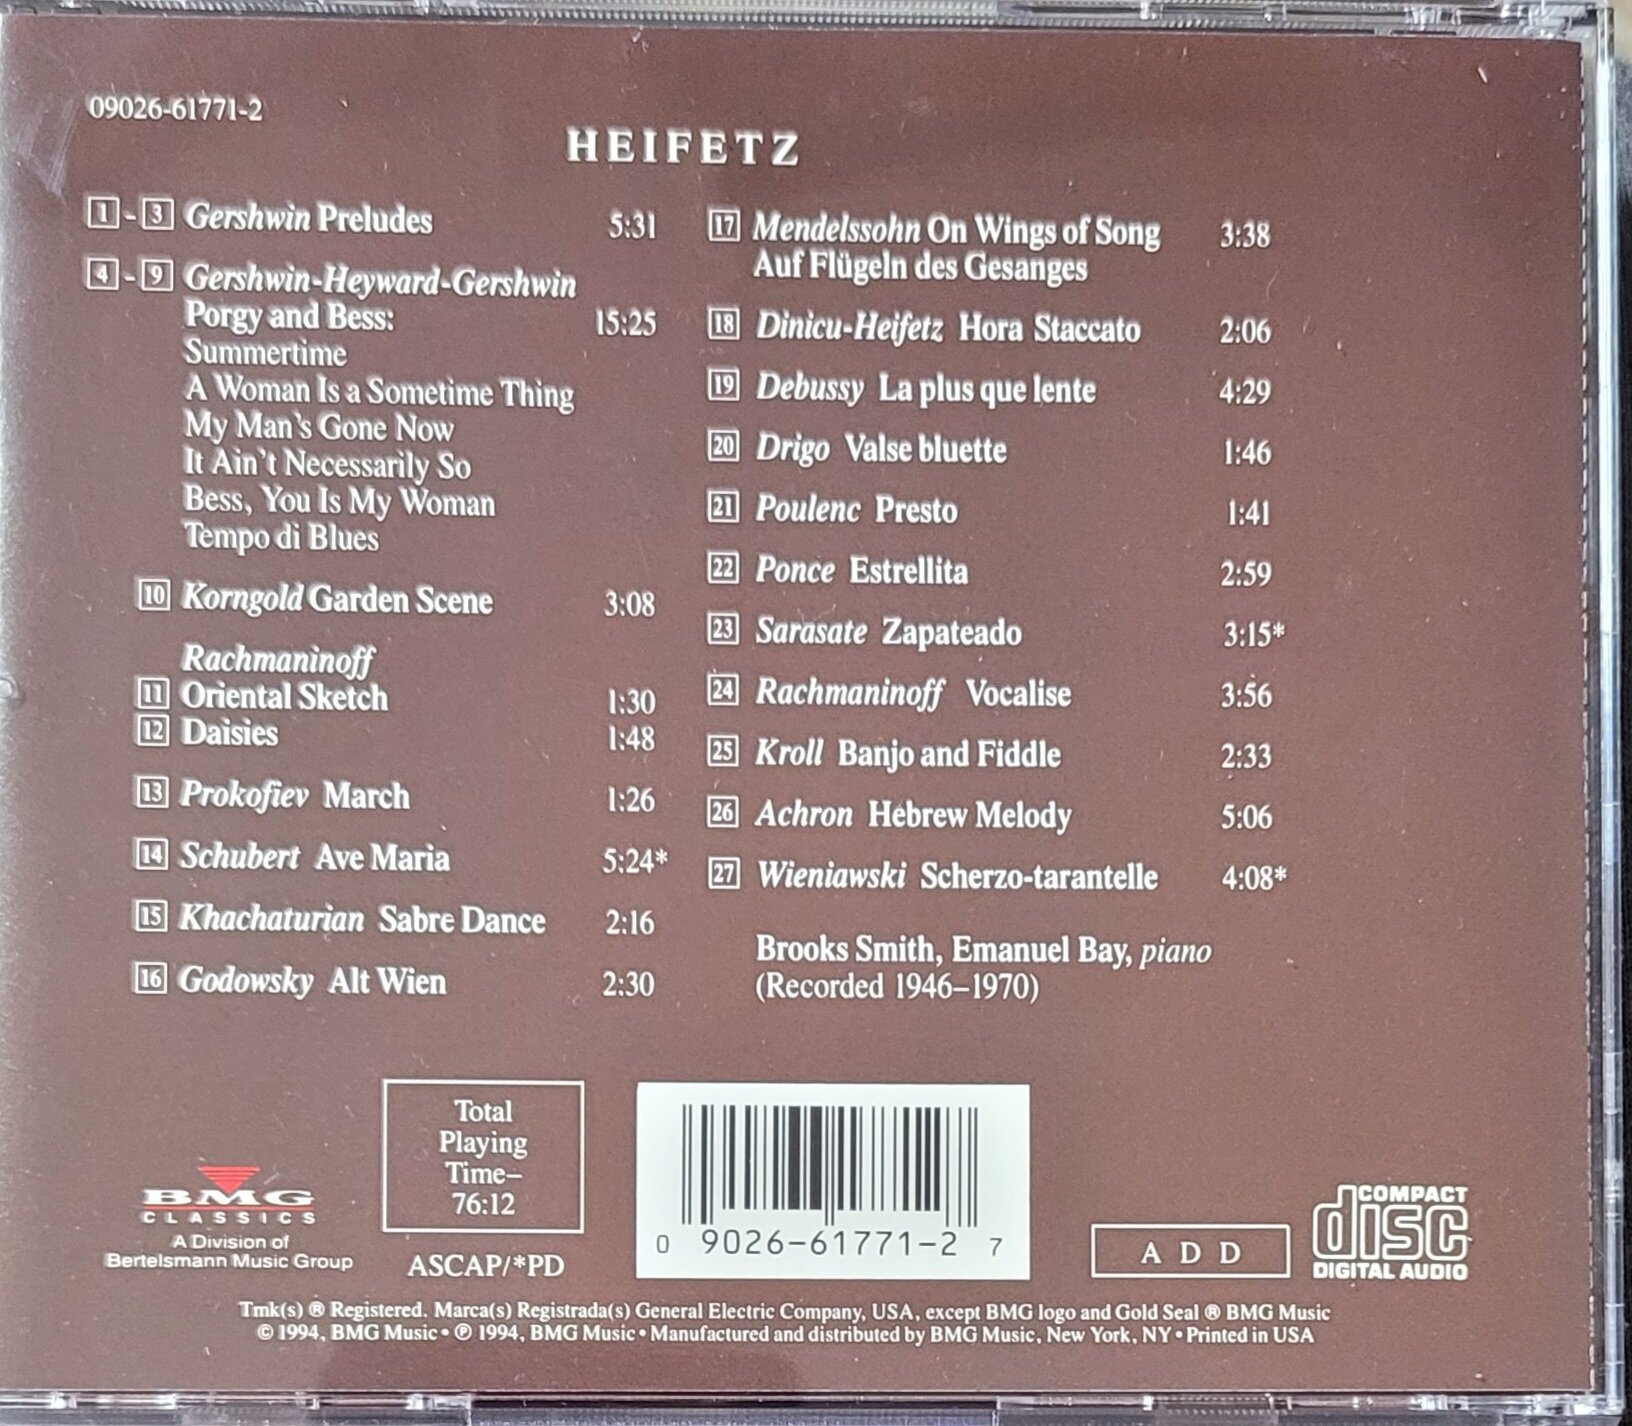 09026-61771-2
HEIFETZ
1 - 3 Gershwin Preludes 5:31
4 - 9 Gershwin-Heyward-Gershwin
Porgy and Bess: 15:25
Summertime
A Woman Is a Sometime Thing
My Man's Gone Now
It Ain't Necessarily So
Bess, You Is My Woman
Tempo di Blues
10 Korngold Garden Scene 3:08
Rachmaninoff
11 Oriental Sketch 1:30
12 Daisies 1:48
13 Prokofiev March 1:26
14 Schubert Ave Maria 5:24*
15 Khachaturian Sabre Dance 2:16
16 Godowsky Alt Wien 2:30
17 Mendelssohn On Wings of Song 3:38
Auf Flügeln des Gesanges
18 Dinicu-Heifetz Hora Staccato 2:06
19 Debussy La plus que lente 4:29
20 Drigo Valse bluette 1:46
21 Poulenc Presto 1:41
22 Ponce Estrellita 2:59
23 Sarasate Zapateado 3:15*
24 Rachmaninoff Vocalise 3:56
25 Kroll Banjo and Fiddle 2:33
26 Achron Hebrew Melody 5:06
27 Wieniawski Scherzo-tarantelle 4:08*
Brooks Smith, Emanuel Bay, piano
(Recorded 1946–1970)
BMG
CLASSICS
A Division of
Bertelsmann Music Group
Total
Playing
Time–
76:12
ASCAP/*PD
0 9026-61771-2 7
A D D
COMPACT
disc
DIGITAL AUDIO
Tmk(s) ® Registered. Marca(s) Registrada(s) General Electric Company, USA, except BMG logo and Gold Seal ® BMG Music
© 1994, BMG Music • ℗ 1994, BMG Music • Manufactured and distributed by BMG Music, New York, NY • Printed in USA